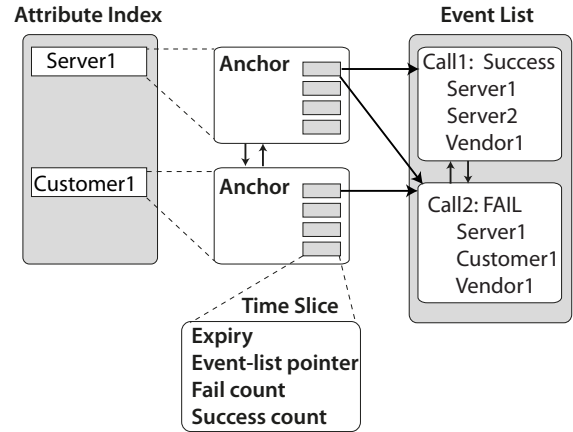 Attribute Index
Event List
Server1
Anchor
Call1: Success
Server1
Server2
Vendor1
Customer1
Anchor
Call2: FAIL
Server1
Customer1
Vendor1
Time Slice
Expiry
Event-list pointer
Fail count
Success count